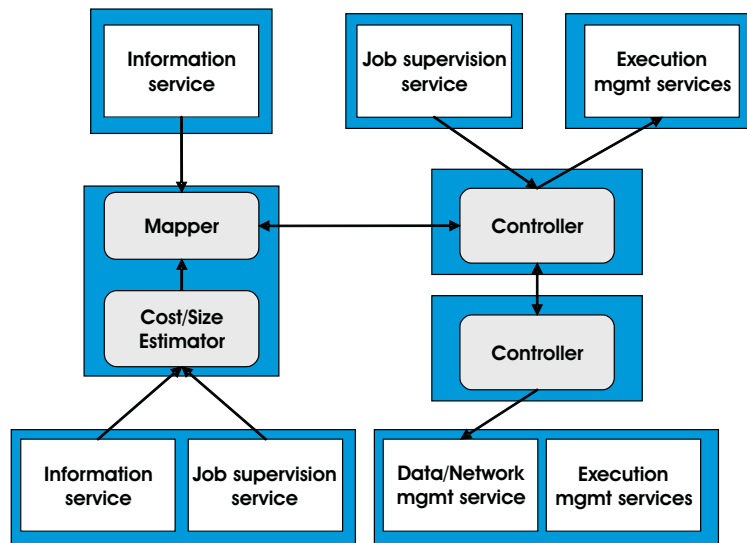 Information
service
Job supervision
service
Execution
mgmt services
Mapper
Controller
Cost/Size
Estimator
Controller
Information
service
Job supervision
service
Data/Network
mgmt service
Execution
mgmt services